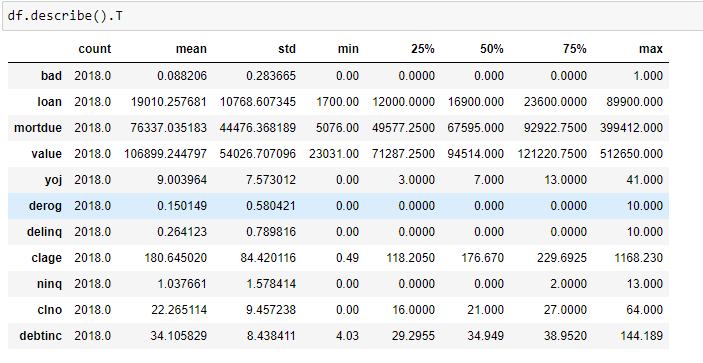 df.describe().T
count mean std min 25% 50% 75% max
bad 2018.0 0.088206 0.283665 0.00 0.0000 0.000 0.0000 1.000
loan 2018.0 19010.257681 10768.607345 1700.00 12000.0000 16900.000 23600.0000 89900.000
mortdue 2018.0 76337.035183 44476.368189 5076.00 49577.2500 67595.000 92922.7500 399412.000
value 2018.0 106899.244797 54026.707096 23031.00 71287.2500 94514.000 121220.7500 512650.000
yoj 2018.0 9.003964 7.573012 0.00 3.0000 7.000 13.0000 41.000
derog 2018.0 0.150149 0.580421 0.00 0.0000 0.000 0.0000 10.000
delinq 2018.0 0.264123 0.789816 0.00 0.0000 0.000 0.0000 10.000
clage 2018.0 180.645020 84.420116 0.49 118.2050 176.670 229.6925 1168.230
ninq 2018.0 1.037661 1.578414 0.00 0.0000 0.000 2.0000 13.000
clno 2018.0 22.265114 9.457238 0.00 16.0000 21.000 27.0000 64.000
debtinc 2018.0 34.105829 8.438411 4.03 29.2955 34.949 38.9520 144.189